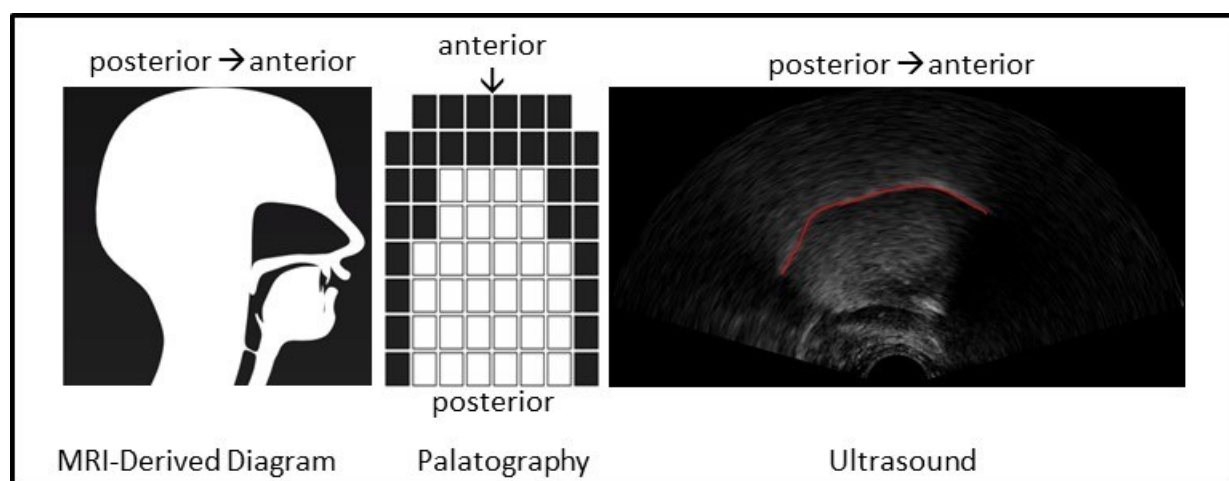 posterior → anterior
anterior
↓
posterior → anterior
posterior
MRI-Derived Diagram
Palatography
Ultrasound